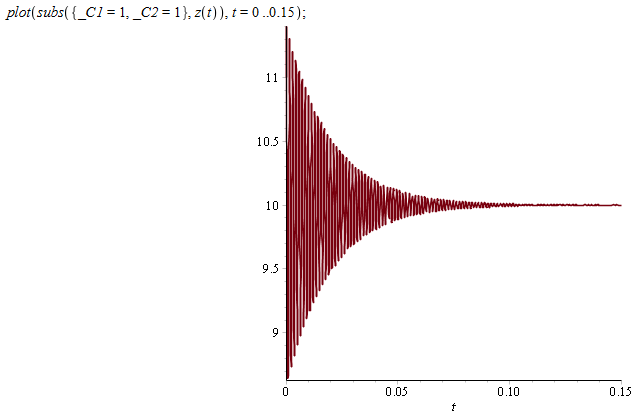 plot(subs({_C1 = 1, _C2 = 1}, z(t)), t = 0 ..0.15);
11
10.5
10
9.5
9
0 0.05 0.10 0.15
t